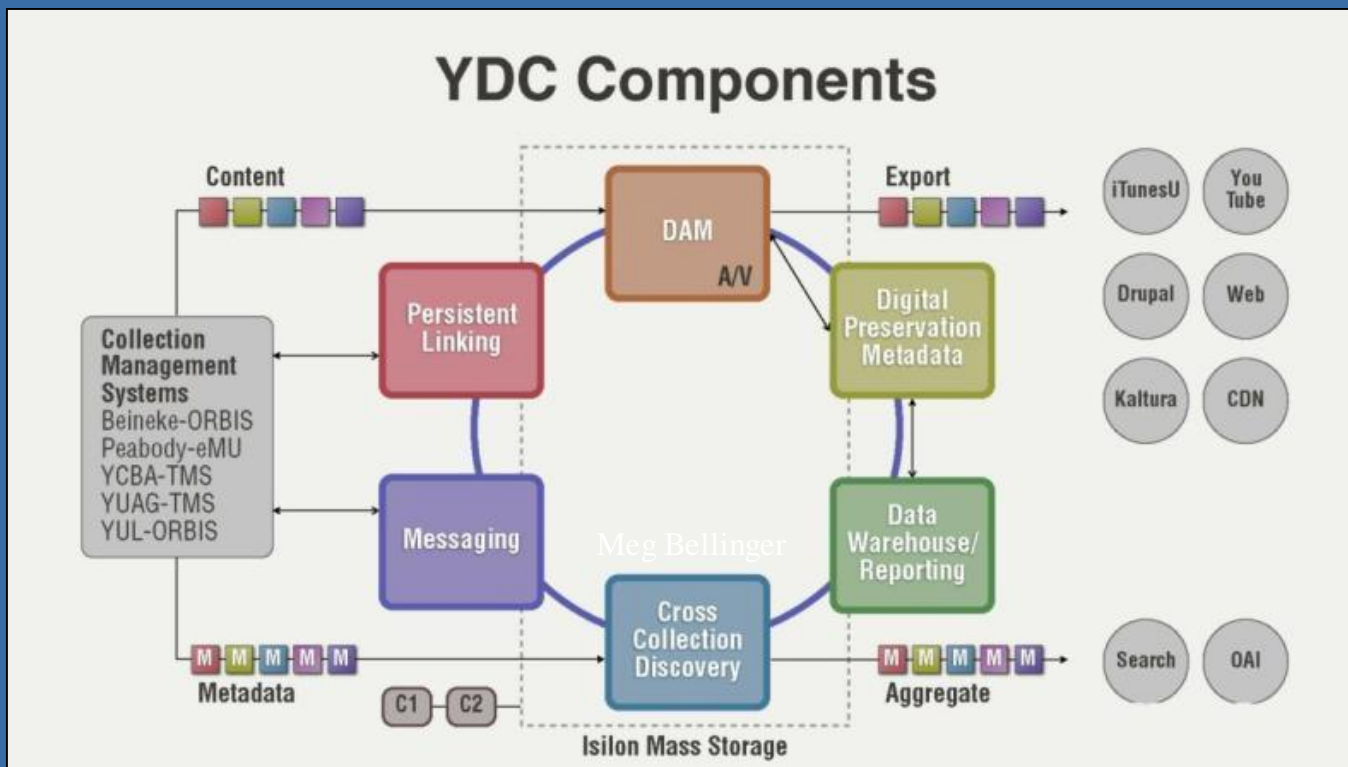 YDC Components
Content
Export
DAM
A/V
iTunesU
You
Tube
Persistent
Linking
Digital
Preservation
Metadata
Drupal
Web
Collection
Management
Systems
Beineke-ORBIS
Peabody-eMU
YCBA-TMS
YUAG-TMS
YUL-ORBIS
Kaltura
CDN
Messaging
Meg Bellinger
Data
Warehouse/
Reporting
Cross
Collection
Discovery
M M M M M
Metadata
M M M M M
Aggregate
Search
OAI
C1
C2
Isilon Mass Storage